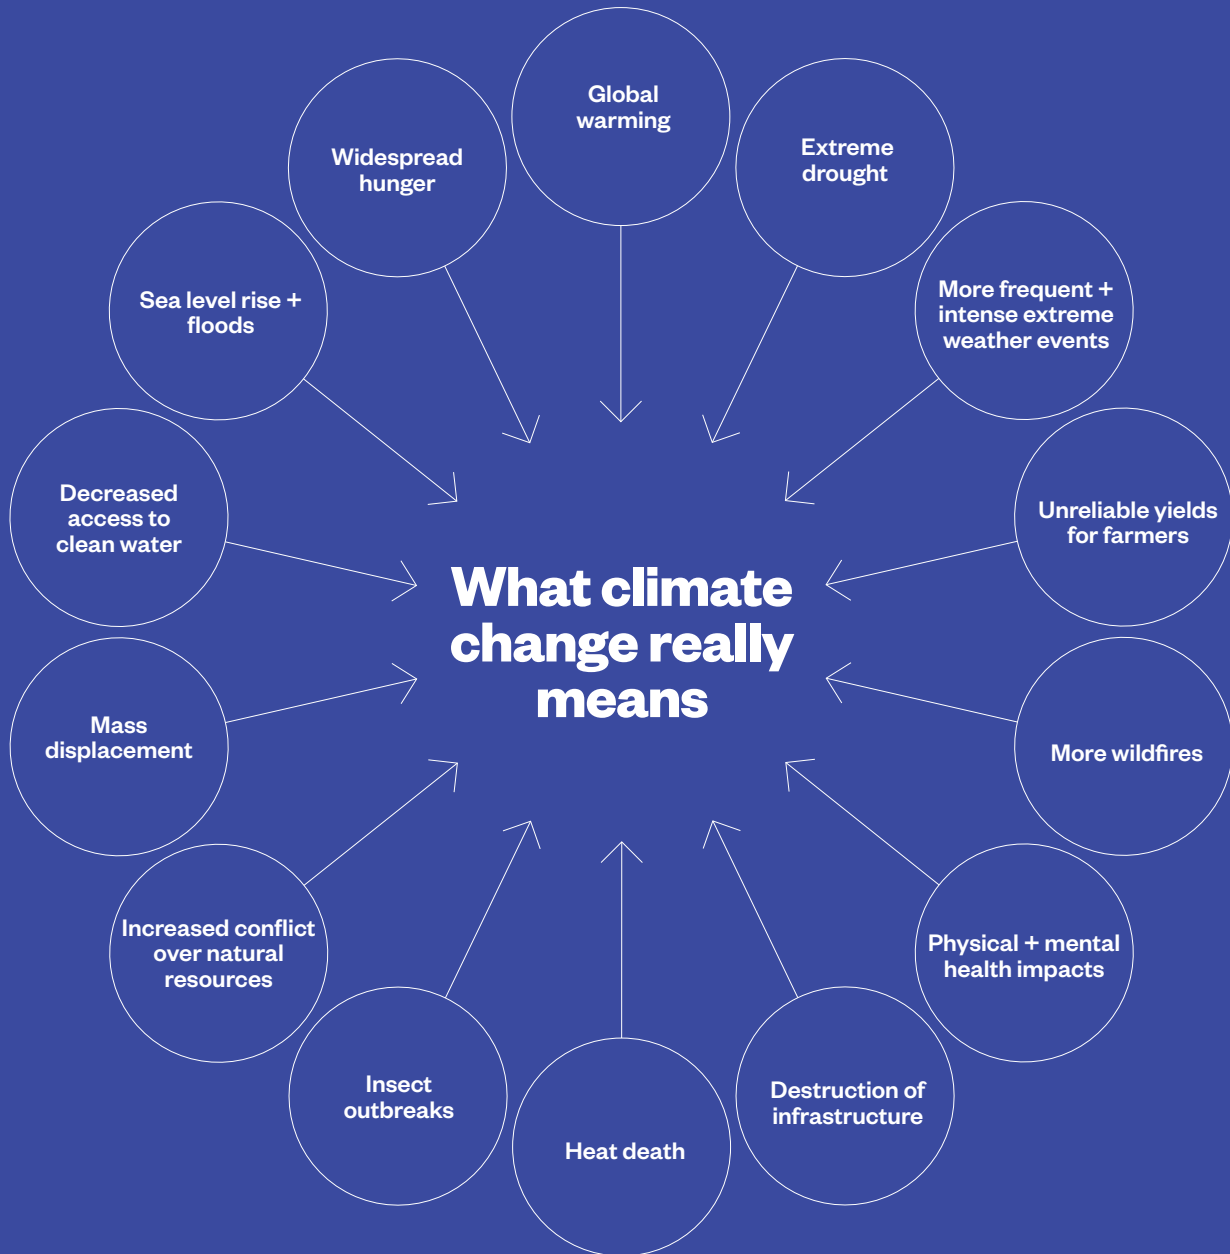 Global
warming
Extreme
drought
More frequent +
intense extreme
weather events
Unreliable yields
for farmers
More wildfires
Physical + mental
health impacts
Destruction of
infrastructure
Heat death
Insect
outbreaks
Increased conflict
over natural
resources
Mass
displacement
Decreased
access to
clean water
Sea level rise +
floods
Widespread
hunger
What climate
change really
means